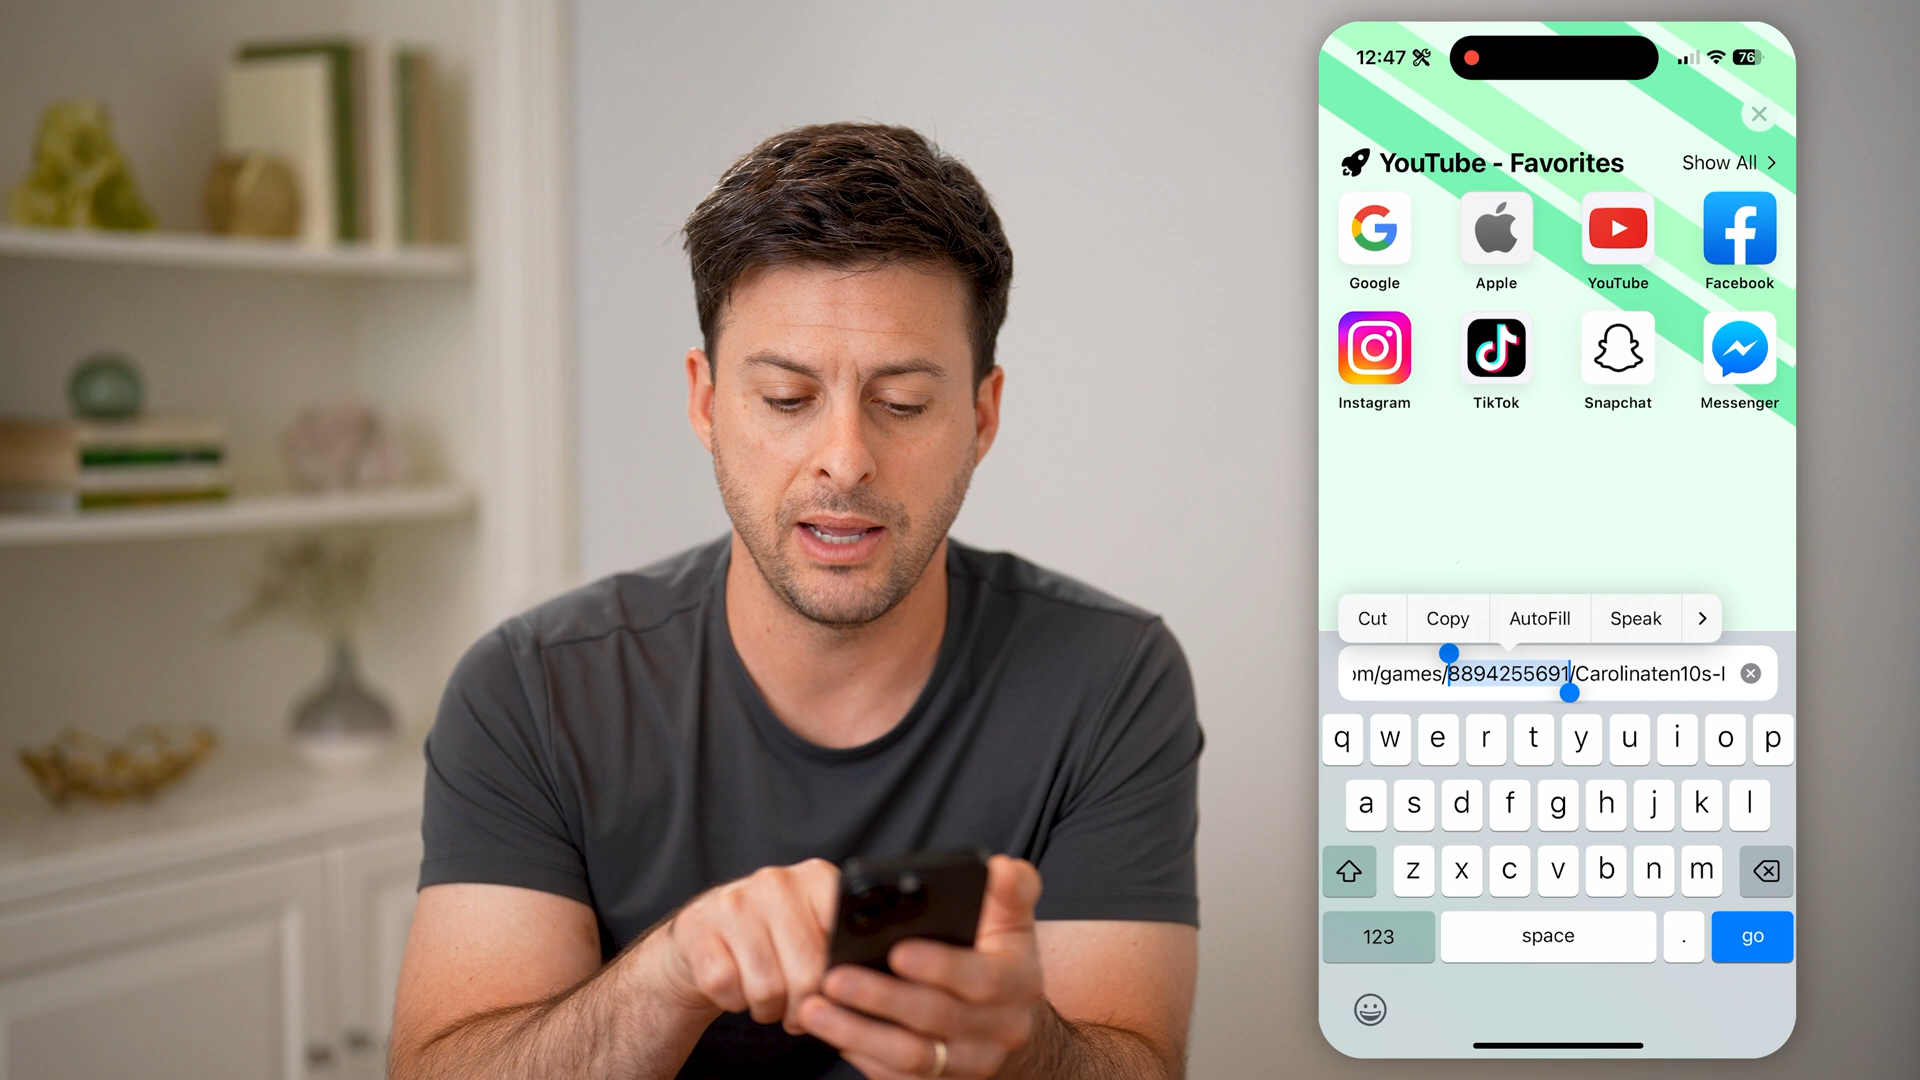 12:47
76
YouTube - Favorites
Show All
Google
Apple
YouTube
Facebook
Instagram
TikTok
Snapchat
Messenger
Cut
Copy
AutoFill
Speak
om/games/8894255691/Carolinaten10s-I
q w e r t y u i o p
a s d f g h j k l
z x c v b n m
123
space
.
go